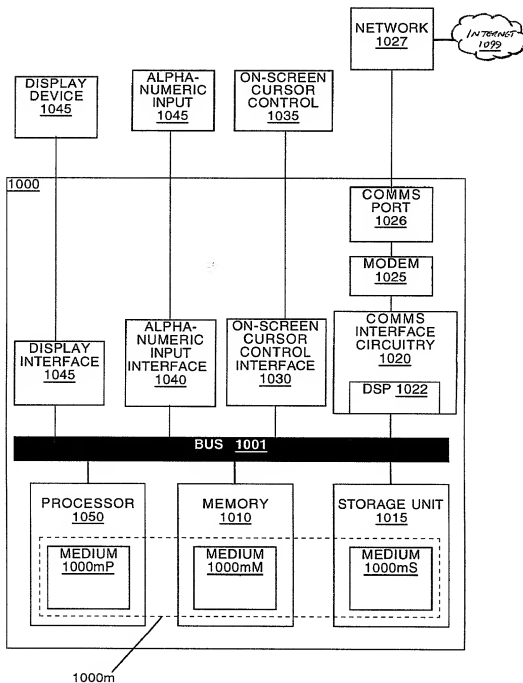 NETWORK
1027
INTERNET
1099
DISPLAY
DEVICE
1045
ALPHA-
NUMERIC
INPUT
1045
ON-SCREEN
CURSOR
CONTROL
1035
1000
COMMS
PORT
1026
MODEM
1025
COMMS
INTERFACE
CIRCUITRY
1020
DSP 1022
DISPLAY
INTERFACE
1045
ALPHA-
NUMERIC
INPUT
INTERFACE
1040
ON-SCREEN
CURSOR
CONTROL
INTERFACE
1030
BUS 1001
PROCESSOR
1050
MEMORY
1010
STORAGE UNIT
1015
MEDIUM
1000mP
MEDIUM
1000mM
MEDIUM
1000mS
1000m